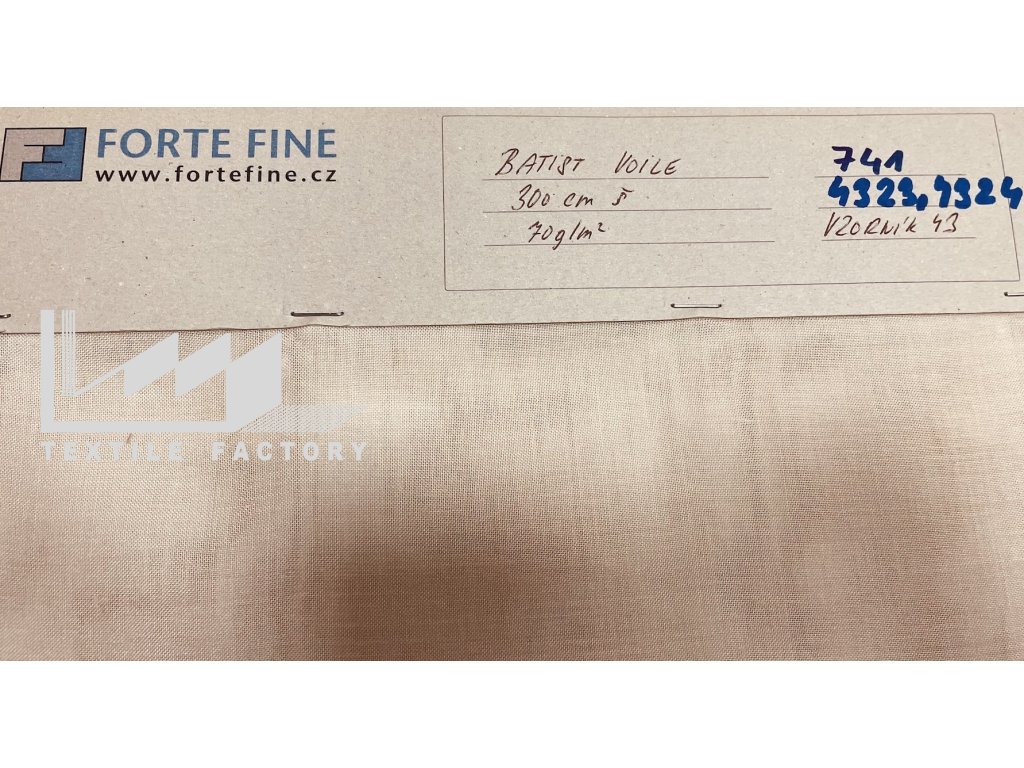 FORTE FINE
www.fortefine.cz
BATIST VOILE
300 cm š
70g/m²
741
4323,4324
VZORNÍK 43
TEXTILE FACTORY